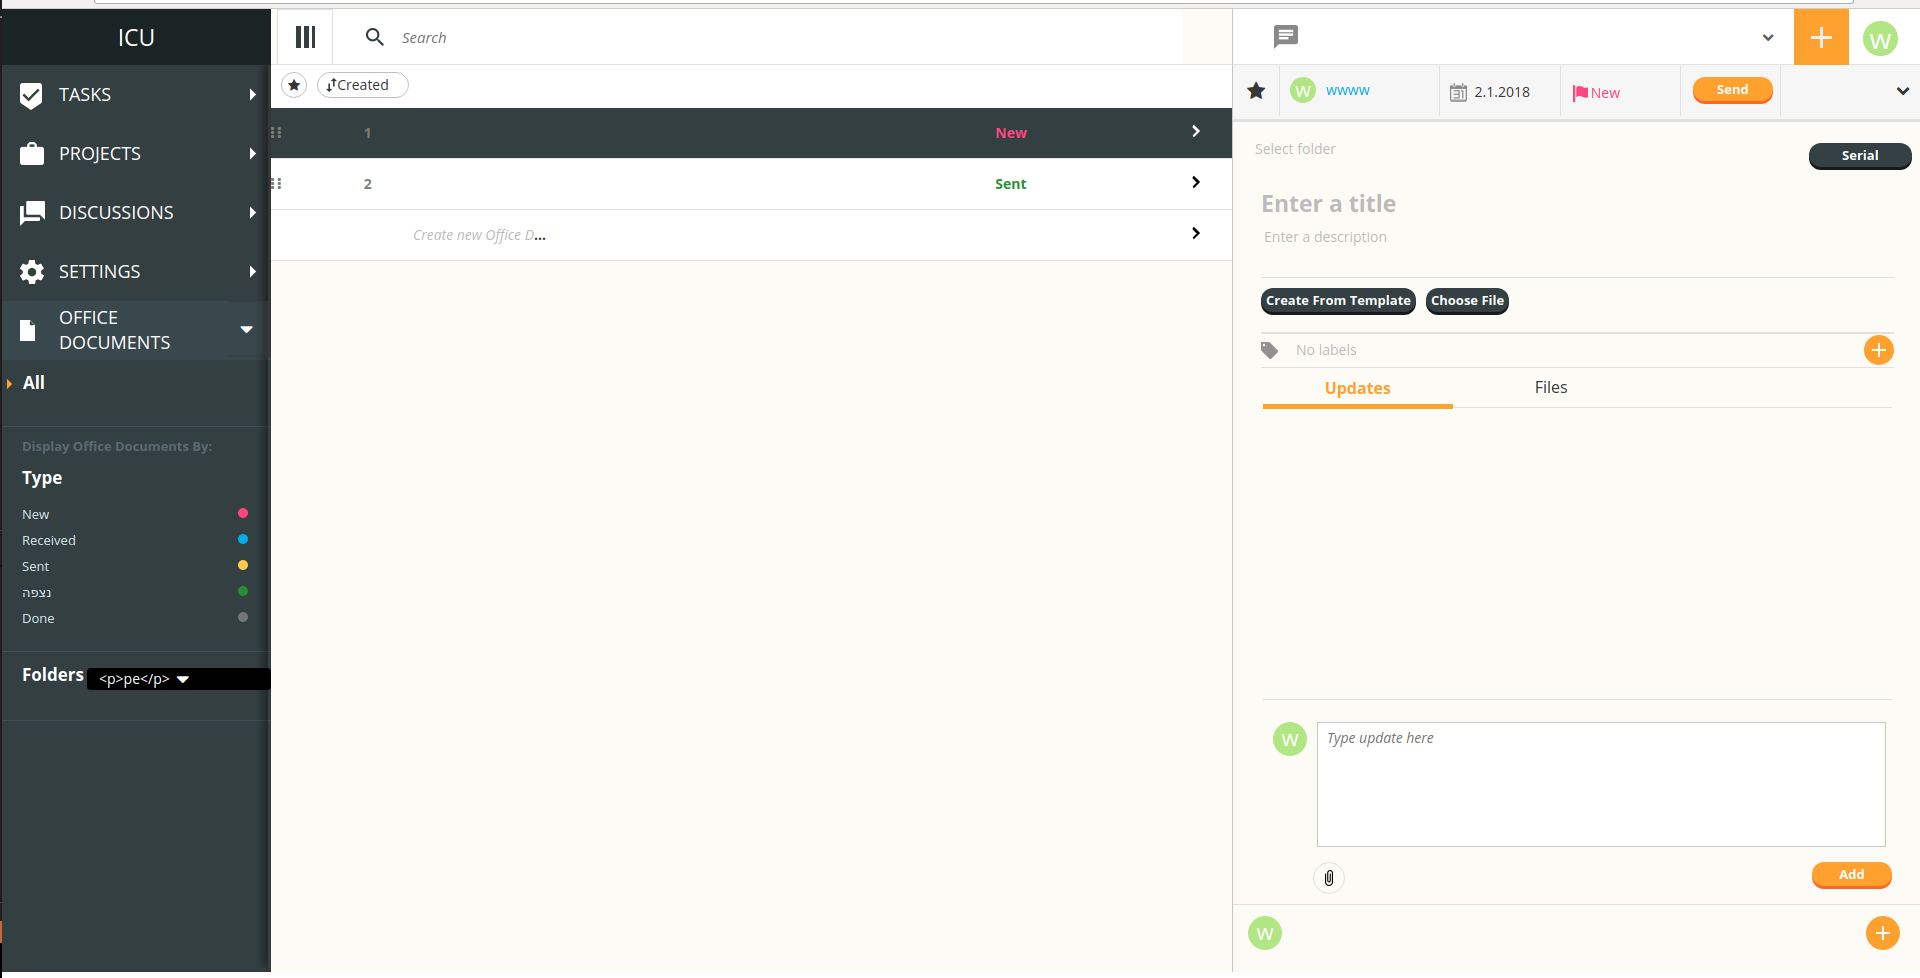 ICU
TASKS
PROJECTS
DISCUSSIONS
SETTINGS
OFFICE
DOCUMENTS
All
Display Office Documents By:
Type
New
Received
Sent
נצפה
Done
Folders <p>pe</p>
Search
Created
1 New
2 Sent
Create new Office D...
W
W wwww 31 2.1.2018 New Send
Select folder
Serial
Enter a title
Enter a description
Create From Template Choose File
No labels
Updates Files
W Type update here
Add
W